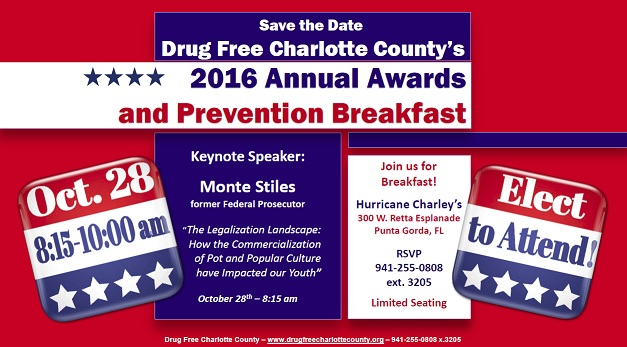 Save the Date
Drug Free Charlotte County's
2016 Annual Awards
and Prevention Breakfast
Oct. 28
8:15-10:00 am
Keynote Speaker:
Monte Stiles
former Federal Prosecutor
"The Legalization Landscape:
How the Commercialization
of Pot and Popular Culture
have Impacted our Youth"
October 28th – 8:15 am
Join us for
Breakfast!
Hurricane Charley's
300 W. Retta Esplanade
Punta Gorda, FL
RSVP
941-255-0808
ext. 3205
Limited Seating
Elect
to Attend!
Drug Free Charlotte County – www.drugfreecharlottecounty.org – 941-255-0808 x.3205